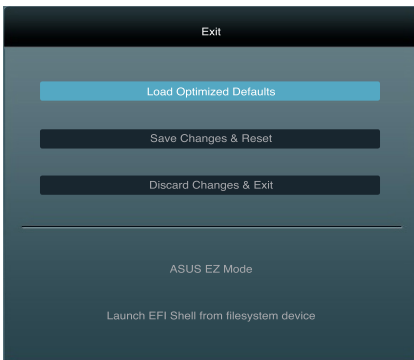 Exit
Load Optimized Defaults
Save Changes & Reset
Discard Changes & Exit
ASUS EZ Mode
Launch EFI Shell from filesystem device